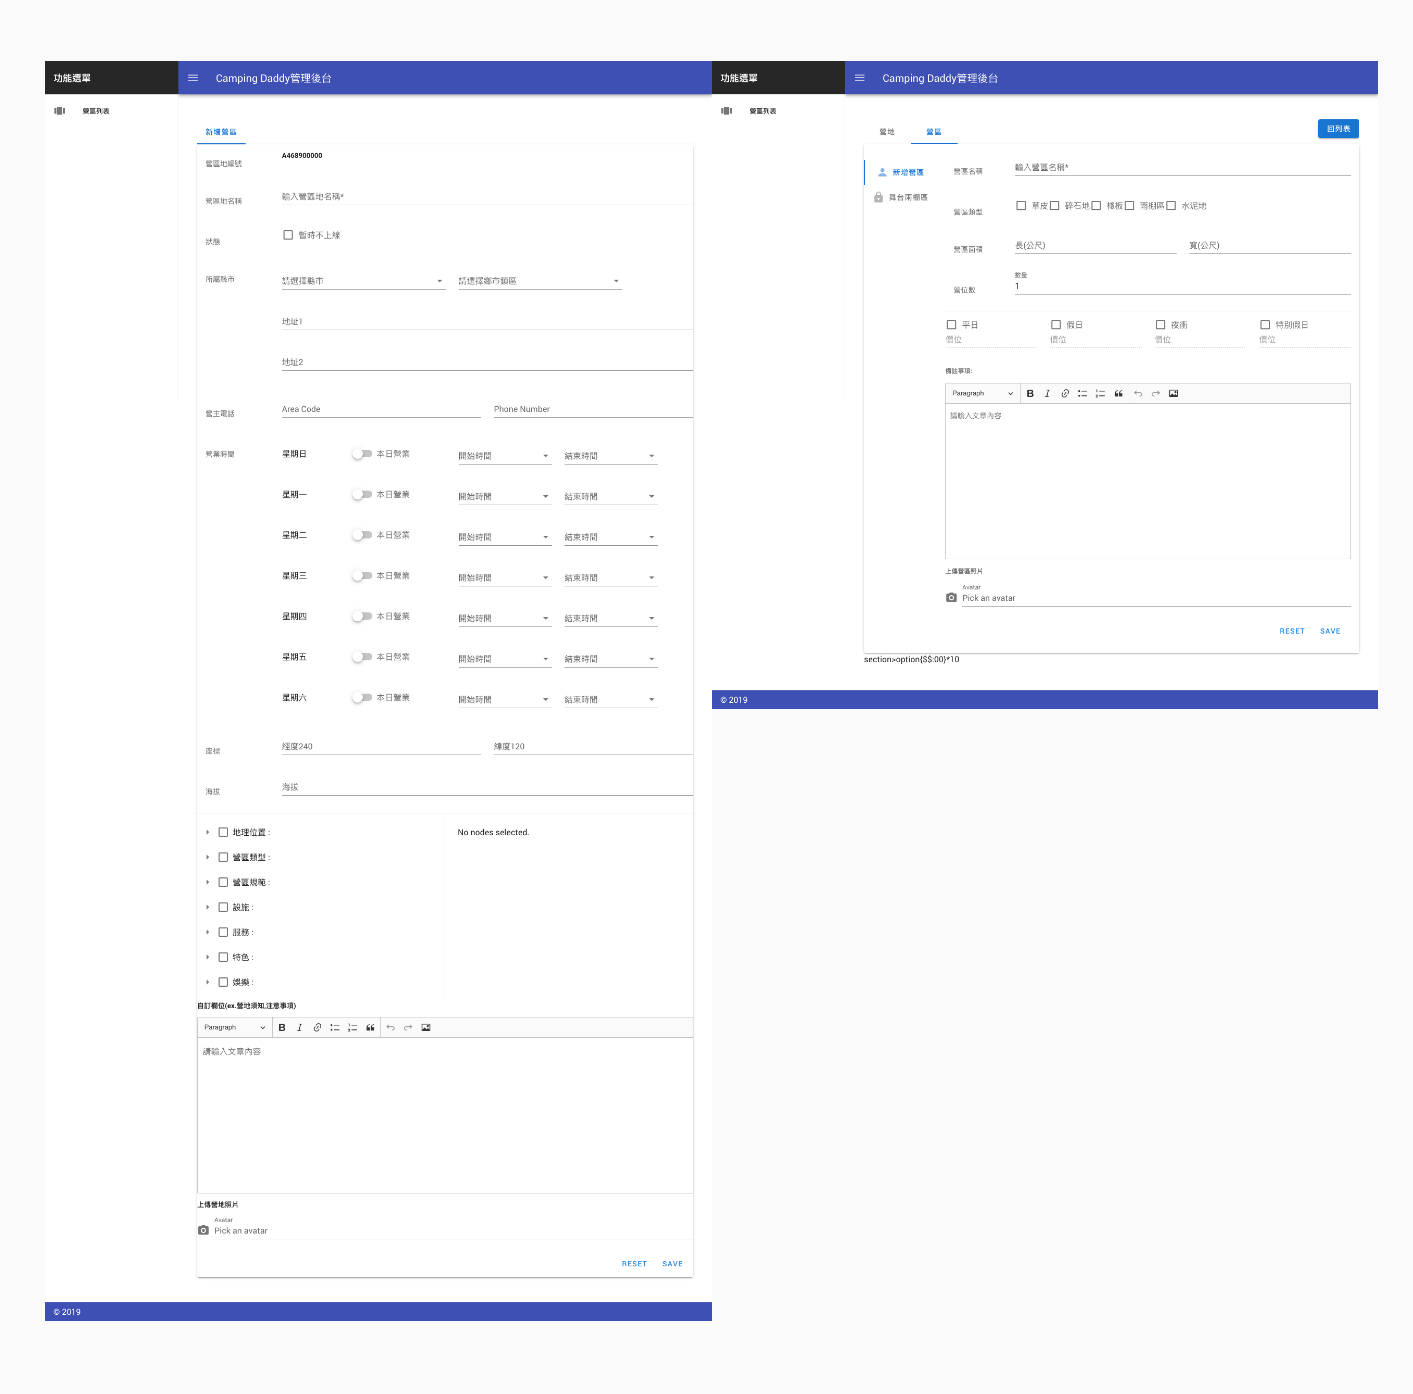 功能選單
Camping Daddy管理後台
營區列表
新增營區
營區地編號
A468900000
營區地名稱
輸入營區地名稱*
狀態
暫時不上線
所屬縣市
請選擇縣市
請選擇鄉市鎮區
地址1
地址2
營主電話
Area Code
Phone Number
營業時間
星期日 本日營業 開始時間 結束時間
星期一 本日營業 開始時間 結束時間
星期二 本日營業 開始時間 結束時間
星期三 本日營業 開始時間 結束時間
星期四 本日營業 開始時間 結束時間
星期五 本日營業 開始時間 結束時間
星期六 本日營業 開始時間 結束時間
座標
經度240
緯度120
海拔
海拔
地理位置 :
No nodes selected.
營區類型 :
營區規範 :
設施 :
服務 :
特色 :
娛樂 :
自訂欄位(ex.營地須知,注意事項)
Paragraph
請輸入文章內容
上傳營地照片
Avatar
Pick an avatar
RESET SAVE
© 2019
功能選單
Camping Daddy管理後台
營區列表
營地 營區
回列表
新增營區
舞台雨棚區
營區名稱
輸入營區名稱*
營區類型
草皮 碎石地 棧板 雨棚區 水泥地
營區面積
長(公尺)
寬(公尺)
營位數
數量
1
平日 假日 夜衝 特別假日
價位 價位 價位 價位
備註事項:
Paragraph
請輸入文章內容
上傳營區照片
Avatar
Pick an avatar
RESET SAVE
section>option{$$:00}*10
© 2019